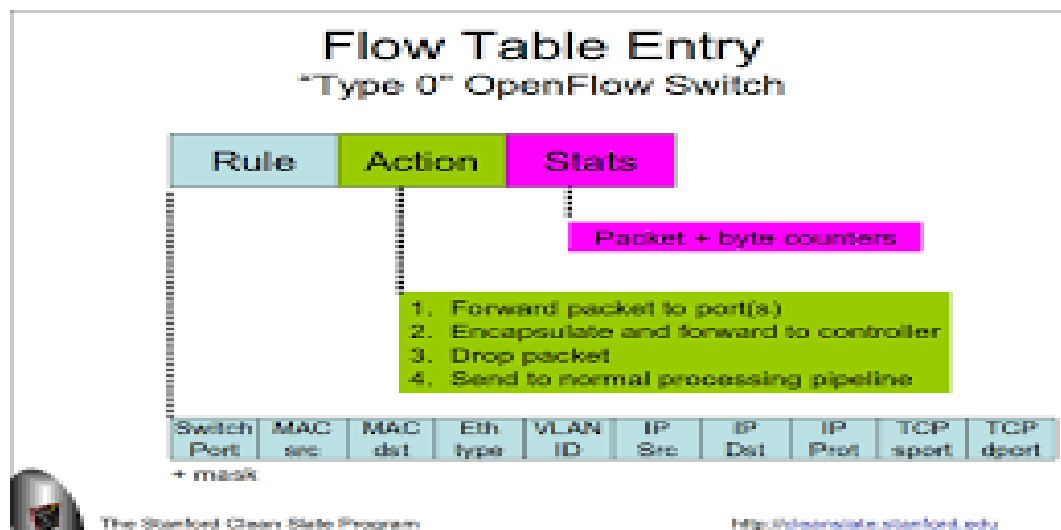 Flow Table Entry
"Type 0" OpenFlow Switch
Rule Action Stats
Packet + byte counters
1. Forward packet to port(s)
2. Encapsulate and forward to controller
3. Drop packet
4. Send to normal processing pipeline
Switch Port MAC src MAC dst Eth type VLAN ID IP Src IP Dst IP Prot TCP sport TCP dport
+ mask
The Stanford Clean Slate Program http://cleanslate.stanford.edu